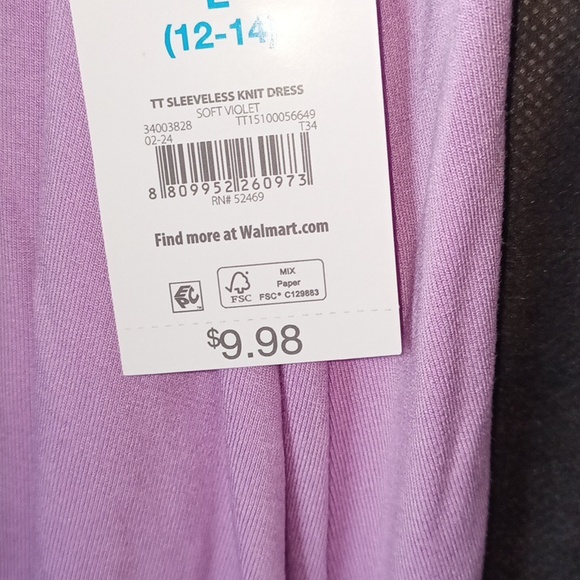 L
(12-14)
TT SLEEVELESS KNIT DRESS
SOFT VIOLET
34003828 TT15100056649
02-24 T34
8 809952 260973
RN# 52469
Find more at Walmart.com
FSC
MIX
Paper
FSC® C129883
$9.98